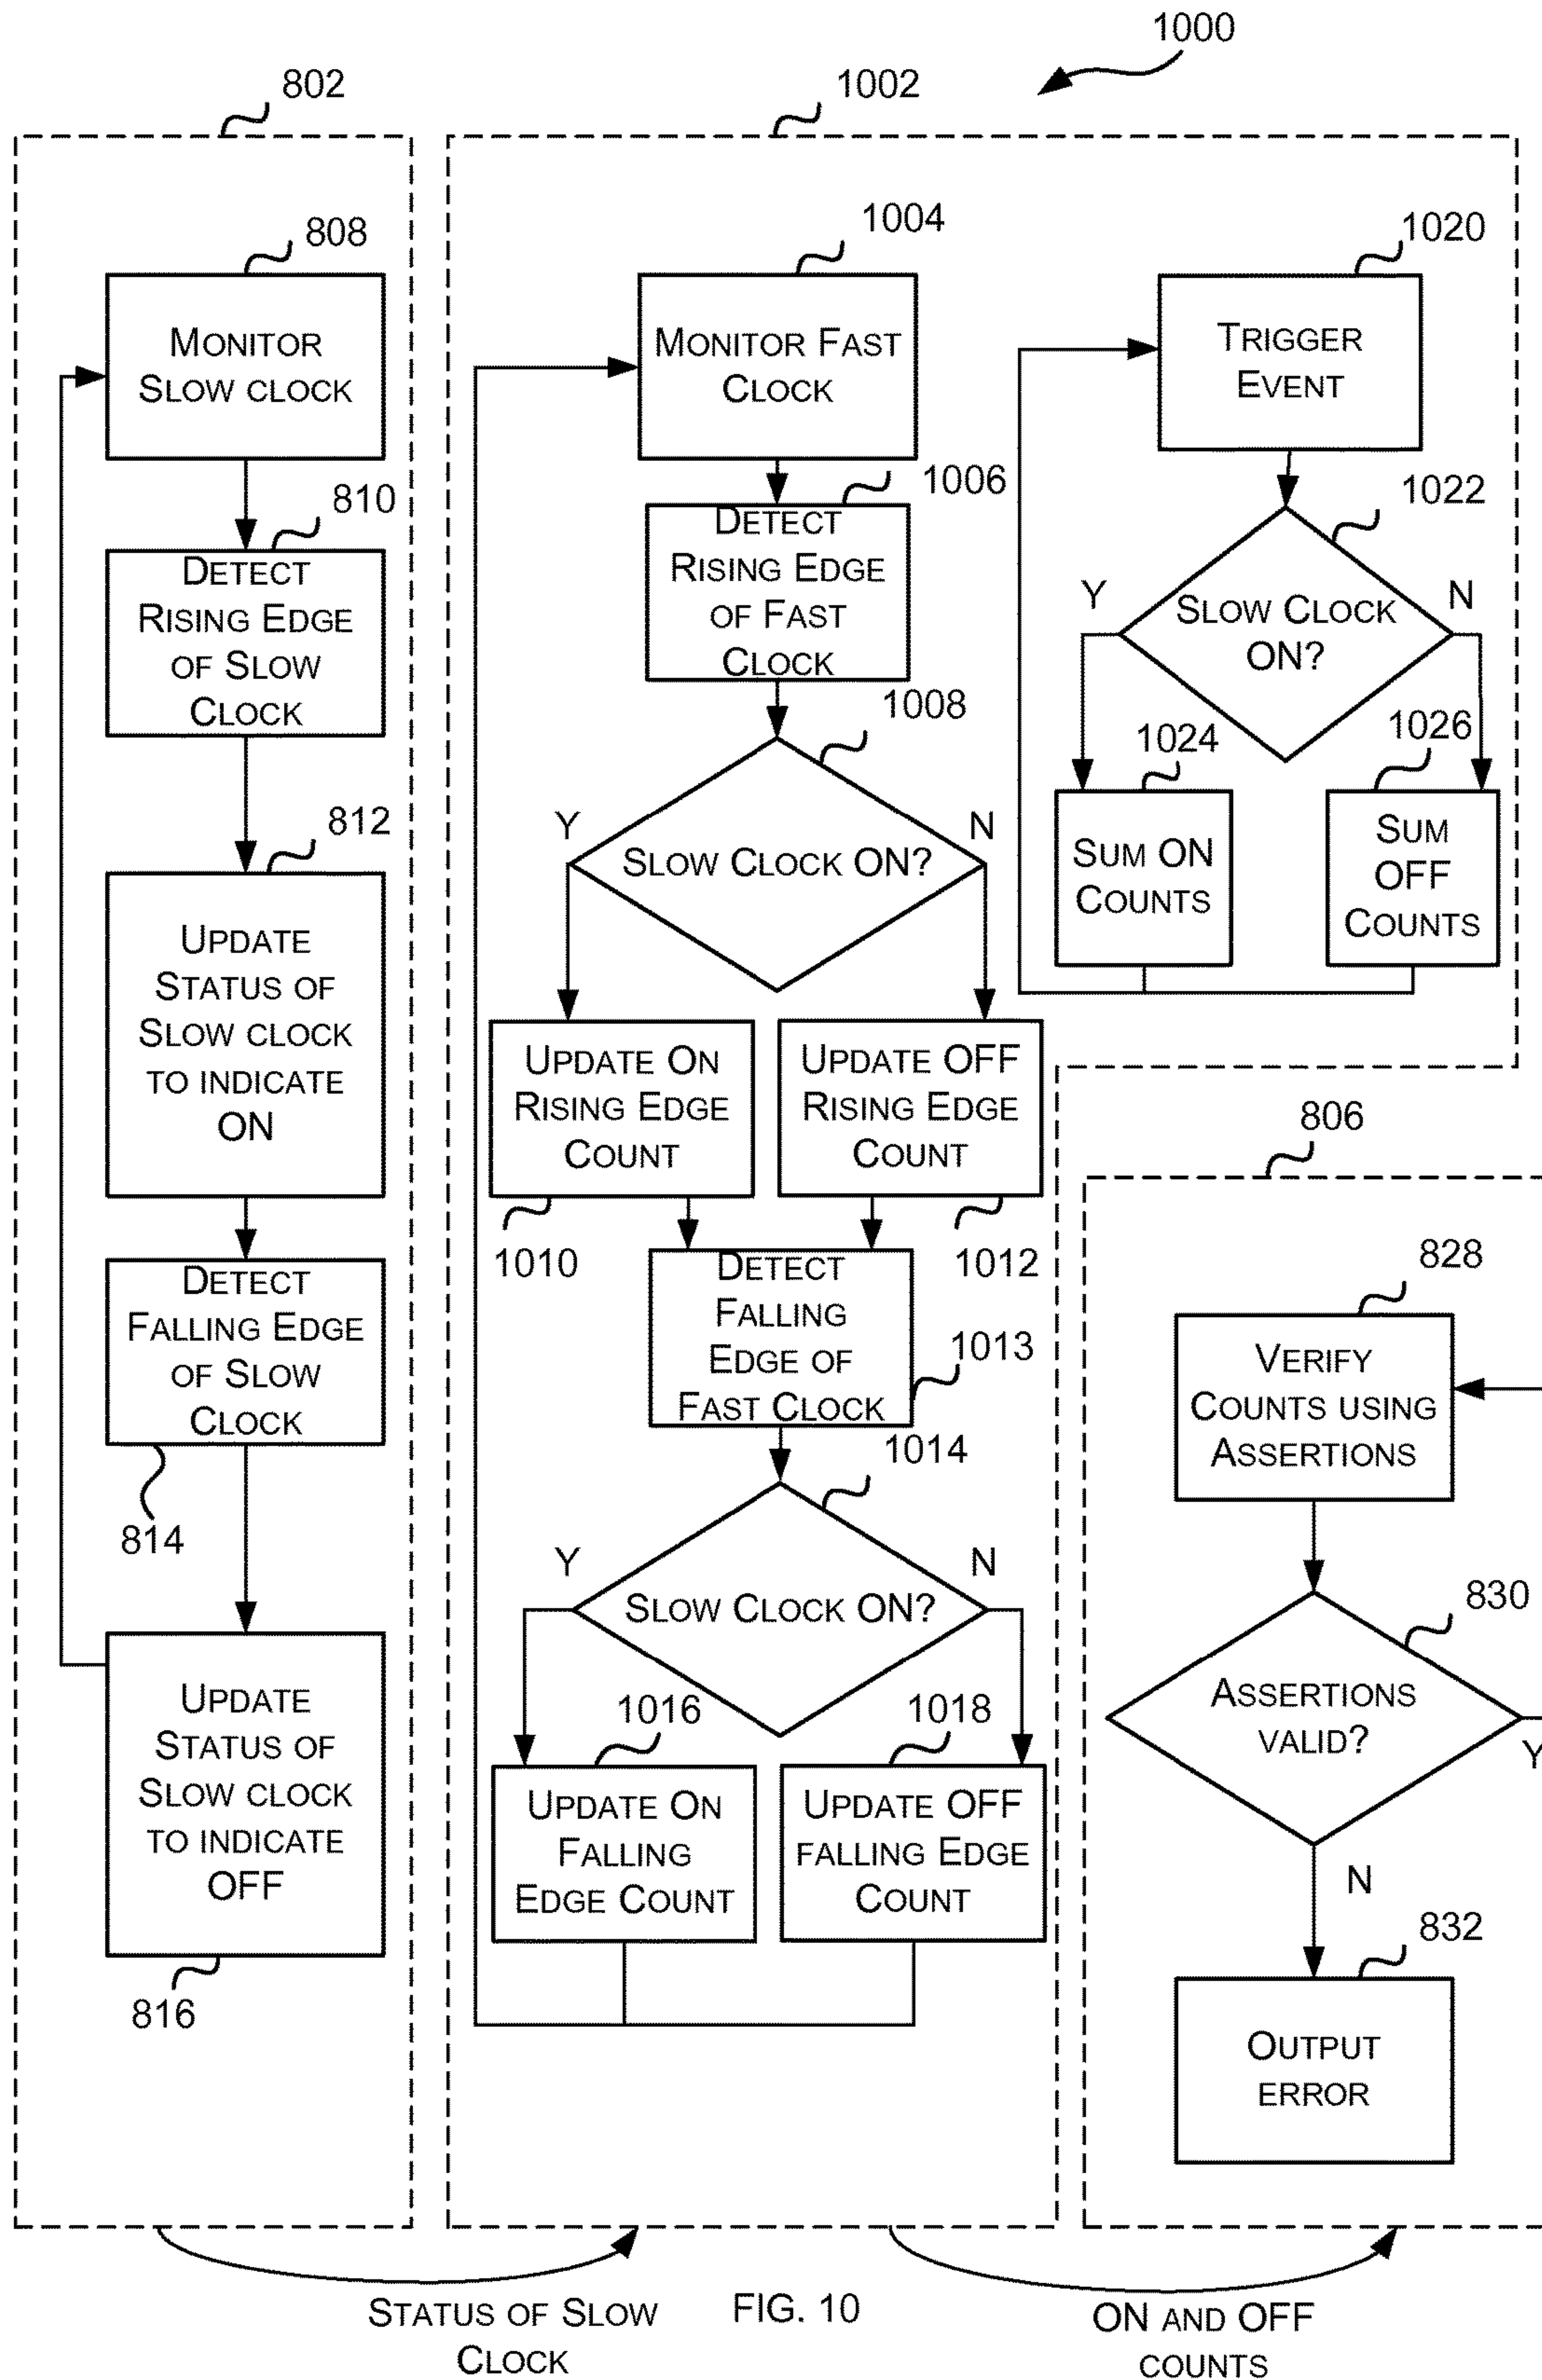 1000
802
808
MONITOR
SLOW CLOCK
810
DETECT
RISING EDGE
OF SLOW
CLOCK
812
UPDATE
STATUS OF
SLOW CLOCK
TO INDICATE
ON
DETECT
FALLING EDGE
OF SLOW
CLOCK
814
UPDATE
STATUS OF
SLOW CLOCK
TO INDICATE
OFF
816
1002
1004
MONITOR FAST
CLOCK
1006
DETECT
RISING EDGE
OF FAST
CLOCK
1008
Y
N
SLOW CLOCK ON?
UPDATE ON
RISING EDGE
COUNT
1010
UPDATE OFF
RISING EDGE
COUNT
1012
DETECT
FALLING
EDGE OF
FAST CLOCK
1013
1014
Y
N
SLOW CLOCK ON?
1016
UPDATE ON
FALLING
EDGE COUNT
1018
UPDATE OFF
FALLING EDGE
COUNT
1020
TRIGGER
EVENT
1022
Y
N
SLOW CLOCK
ON?
1024
SUM ON
COUNTS
1026
SUM
OFF
COUNTS
806
828
VERIFY
COUNTS USING
ASSERTIONS
830
ASSERTIONS
VALID?
Y
N
832
OUTPUT
ERROR
STATUS OF SLOW
CLOCK
FIG. 10
ON AND OFF
COUNTS